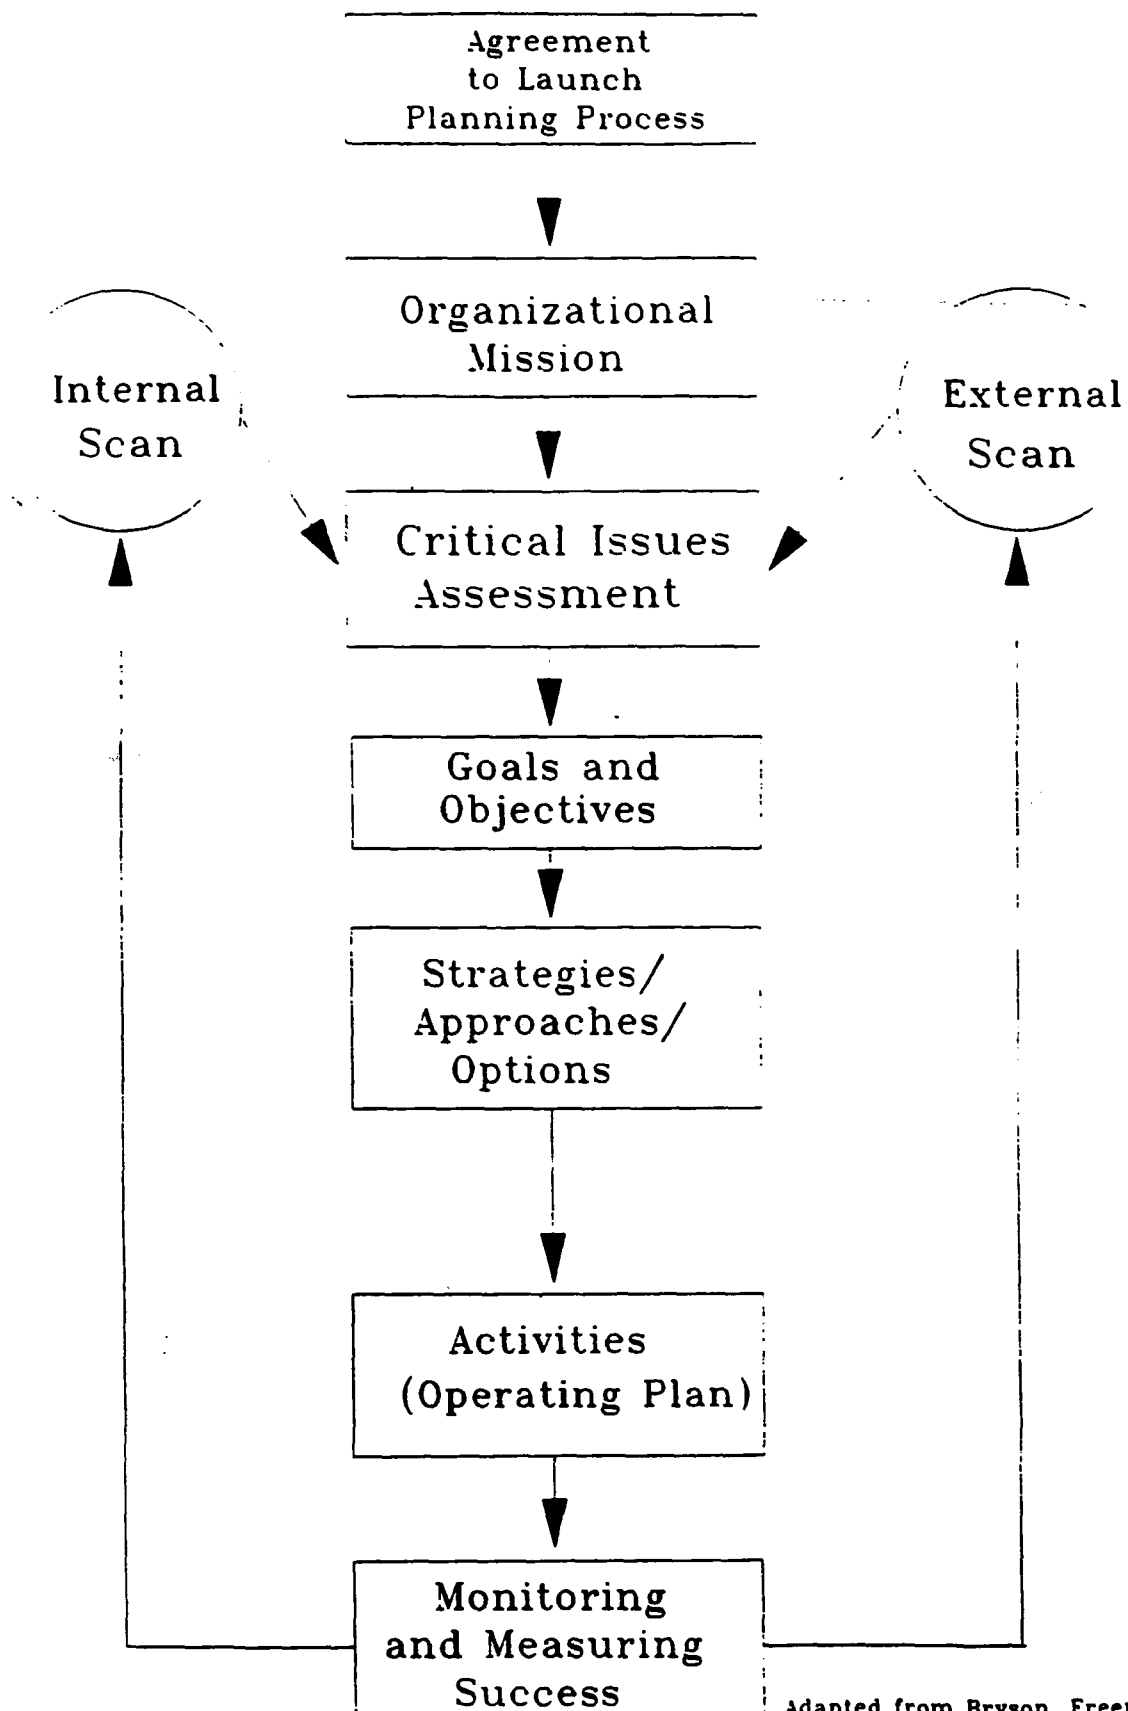 Agreement
to Launch
Planning Process
Organizational
Mission
Internal
Scan
External
Scan
Critical Issues
Assessment
Goals and
Objectives
Strategies/
Approaches/
Options
Activities
(Operating Plan)
Monitoring
and Measuring
Success
Adapted from Bryson,